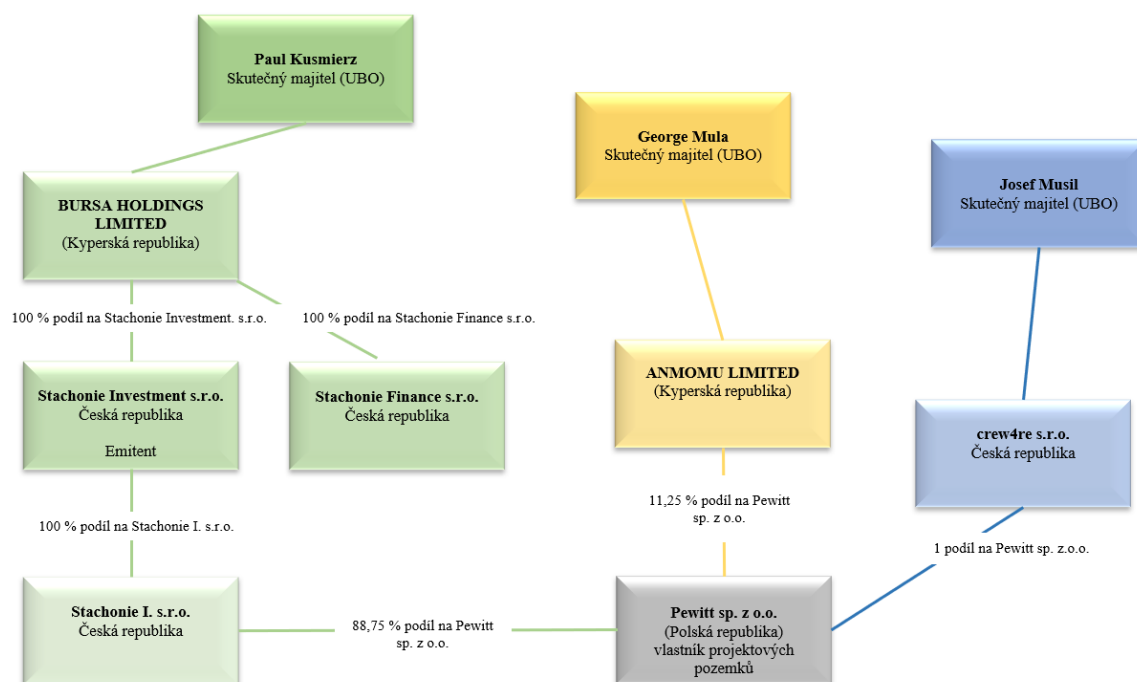 Paul Kusmierz
Skutečný majitel (UBO)
George Mula
Skutečný majitel (UBO)
Josef Musil
Skutečný majitel (UBO)
BURSA HOLDINGS
LIMITED
(Kyperská republika)
100 % podíl na Stachonie Investment. s.r.o.
100 % podíl na Stachonie Finance s.r.o.
Stachonie Investment s.r.o.
Česká republika
Emitent
Stachonie Finance s.r.o.
Česká republika
ANMOMU LIMITED
(Kyperská republika)
crew4re s.r.o.
Česká republika
100 % podíl na Stachonie I. s.r.o.
11,25 % podíl na Pewitt
sp. z o.o.
1 podíl na Pewitt sp. z.o.o.
Stachonie I. s.r.o.
Česká republika
88,75 % podíl na Pewitt
sp. z o.o.
Pewitt sp. z o.o.
(Polská republika)
vlastník projektových
pozemků